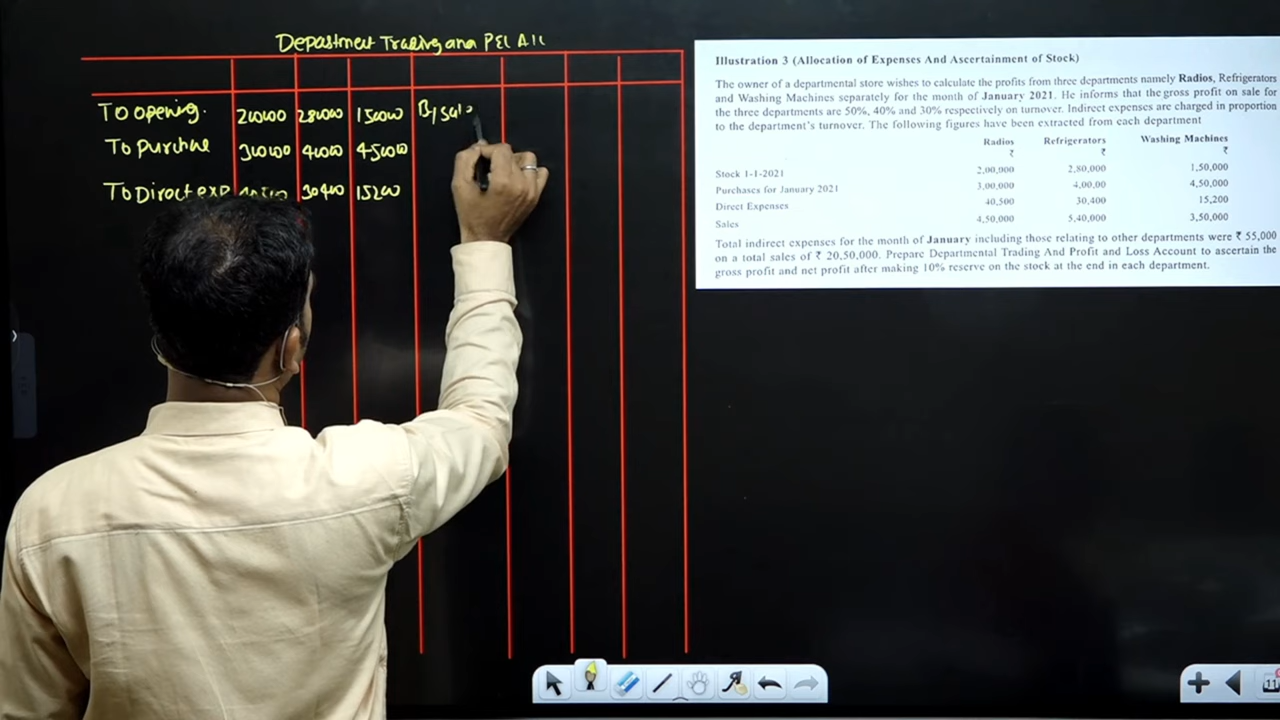 Department Trading and P&L A/c
To opening. 200000 280000 150000 By Sale
To purchase 300000 40000 450000
To Direct exp 30400 15200
Illustration 3 (Allocation of Expenses And Ascertainment of Stock)
The owner of a departmental store wishes to calculate the profits from three departments namely Radios, Refrigerators
and Washing Machines separately for the month of January 2021. He informs that the gross profit on sale for
the three departments are 50%, 40% and 30% respectively on turnover. Indirect expenses are charged in proportion
to the department's turnover. The following figures have been extracted from each department
Radios Refrigerators Washing Machines
₹ ₹ ₹
Stock 1-1-2021 2,00,000 2,80,000 1,50,000
Purchases for January 2021 3,00,000 4,00,00 4,50,000
Direct Expenses 40,500 30,400 15,200
Sales 4,50,000 5,40,000 3,50,000
Total indirect expenses for the month of January including those relating to other departments were ₹ 55,000
on a total sales of ₹ 20,50,000. Prepare Departmental Trading And Profit and Loss Account to ascertain the
gross profit and net profit after making 10% reserve on the stock at the end in each department.